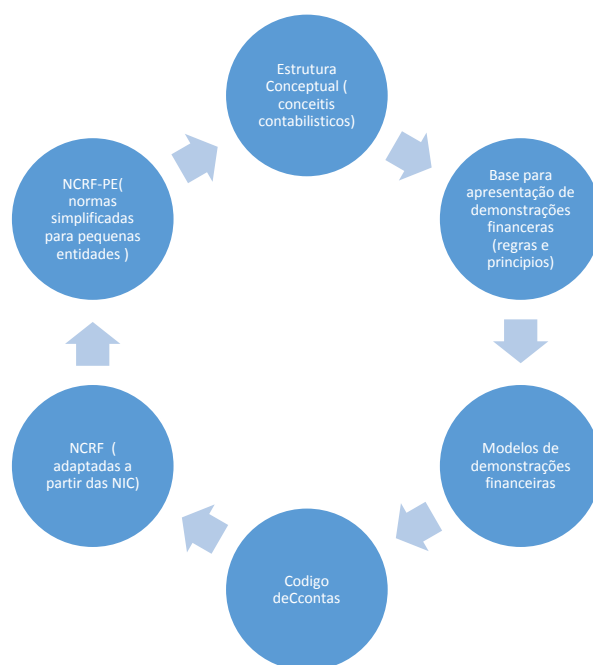 Estrutura
Conceptual (
conceitis
contabilisticos)
Base para
apresentação de
demonstrações
financeras
(regras e
principios)
Modelos de
demonstrações
financeiras
Codigo
deCcontas
NCRF (
adaptadas a
partir das NIC)
NCRF-PE(
normas
simplificadas
para pequenas
entidades )